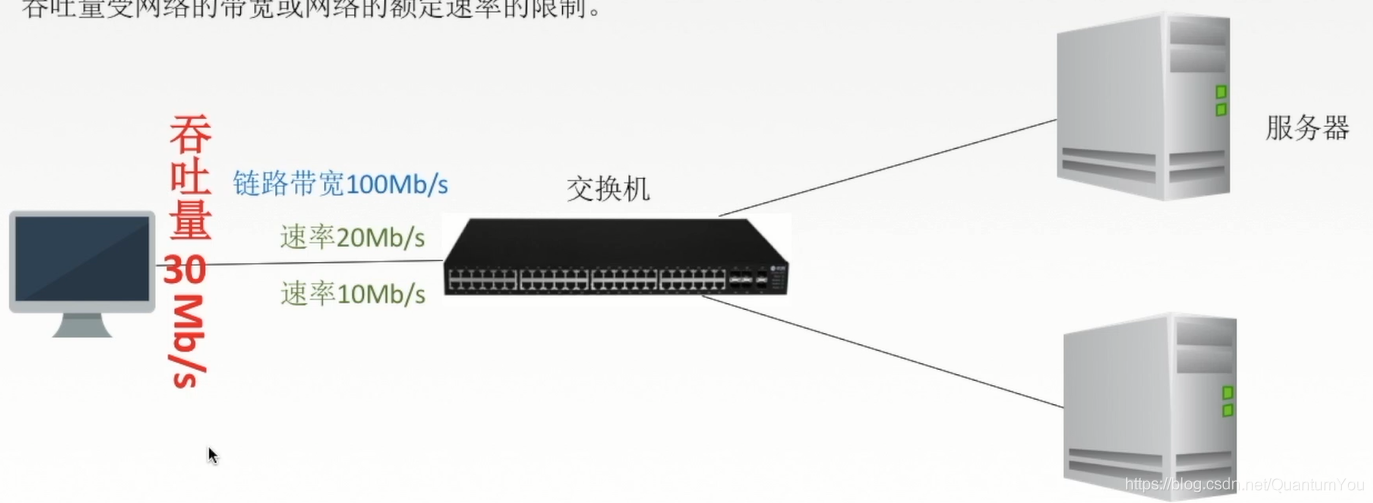 吞吐量受网络的带宽或网络的额定速率的限制。
吞吐量
30Mb/s
链路带宽100Mb/s
速率20Mb/s
速率10Mb/s
交换机
服务器
https://blog.csdn.net/QuantumYou